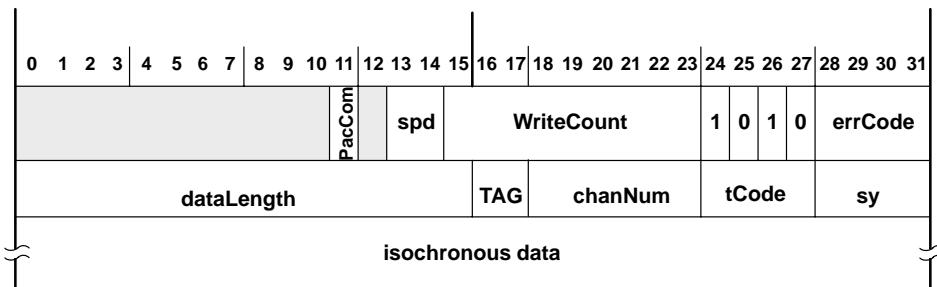 0 1 2 3 4 5 6 7 8 9 10 11 12 13 14 15 16 17 18 19 20 21 22 23 24 25 26 27 28 29 30 31
PacCom spd WriteCount 1 0 1 0 errCode
dataLength TAG chanNum tCode sy
isochronous data